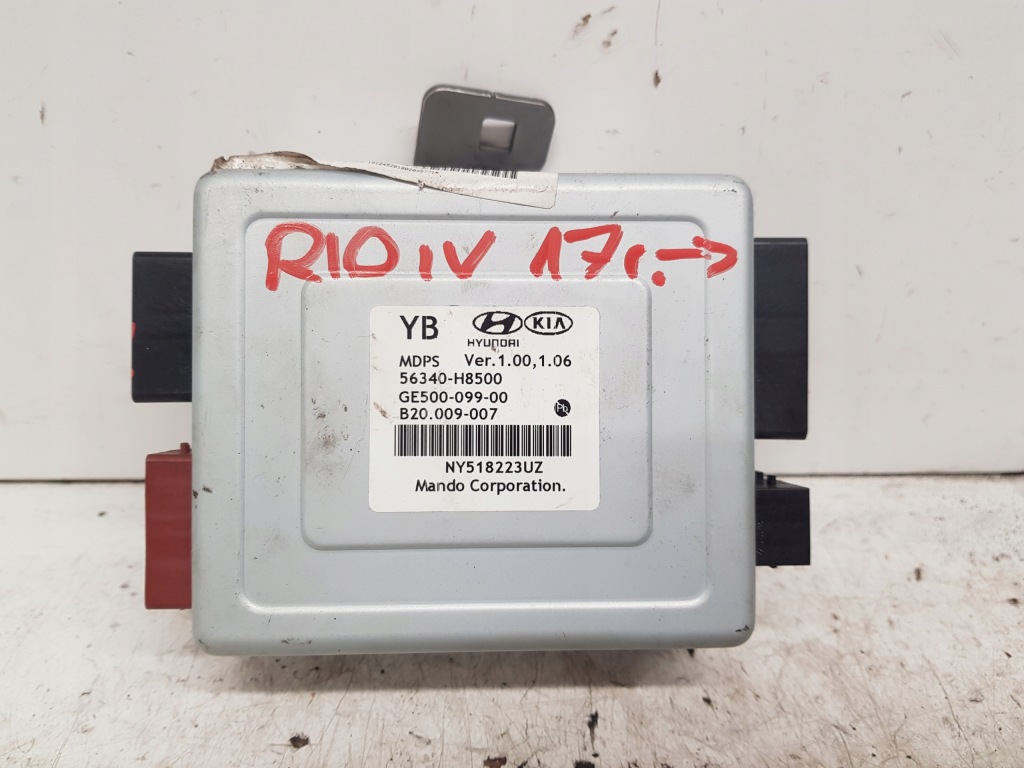 RIO IV 17r.->
YB HYUNDAI KIA
MDPS Ver.1.00,1.06
56340-H8500
GE500-099-00
B20.009-007 Pb
NY518223UZ
Mando Corporation.